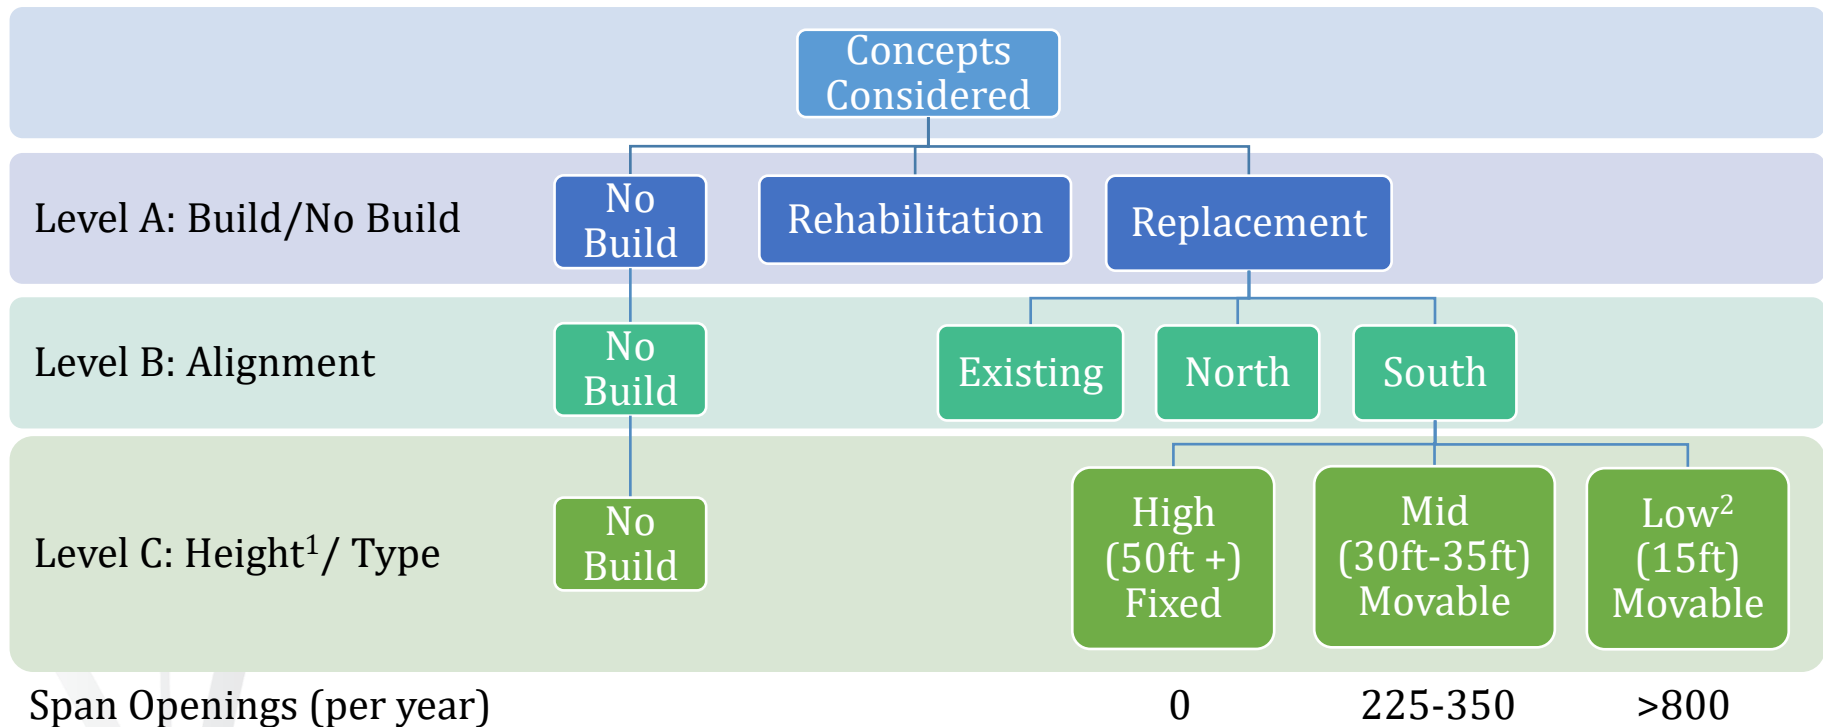 Concepts
Considered
Level A: Build/No Build
No
Build
Rehabilitation
Replacement
Level B: Alignment
No
Build
Existing
North
South
Level C: Height¹/ Type
No
Build
High
(50ft +)
Fixed
Mid
(30ft-35ft)
Movable
Low²
(15ft)
Movable
Span Openings (per year)
0
225-350
>800